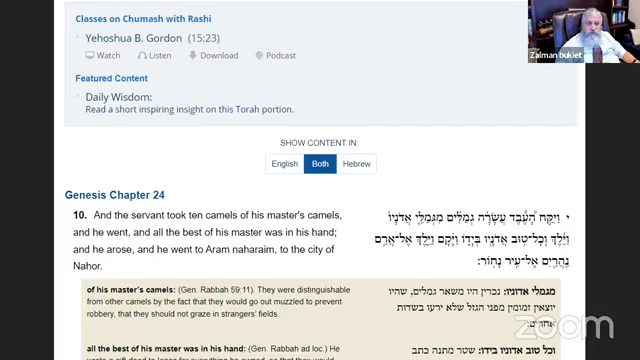 Classes on Chumash with Rashi
Yehoshua B. Gordon (15:23)
Watch Listen Download Podcast
Featured Content
Daily Wisdom:
Read a short inspiring insight on this Torah portion.
Zalman bukiet
SHOW CONTENT IN:
English Both Hebrew
Genesis Chapter 24
10. And the servant took ten camels of his master's camels,
and he went, and all the best of his master was in his hand;
and he arose, and he went to Aram naharaim, to the city of
Nahor.
י וַיִּקַּ֣ח הָ֠עֶ֠בֶד עֲשָׂרָ֨ה גְמַלִּ֜ים מִגְּמַלֵּ֤י אֲדֹנָיו֙
וַיֵּ֔לֶךְ וְכָל־ט֥וּב אֲדֹנָ֖יו בְּיָד֑וֹ וַיָּ֗קָם וַיֵּ֛לֶךְ אֶל־אֲרַ֥ם
נַֽהֲרַ֖יִם אֶל־עִ֥יר נָחֽוֹר:
of his master's camels: (Gen. Rabbah 59:11). They were distinguishable
from other camels by the fact that they would go out muzzled to prevent
robbery, that they should not graze in strangers' fields.
מגמלי אדוניו: נכרין היו משאר גמלים, שהיו
יוצאין זמומין מפני הגזל שלא ירעו בשדות
אחרים:
all the best of his master was in his hand: (Gen. Rabbah ad loc.) He
וכל טוב אדוניו בידו: שטר מתנה כתב
zoom